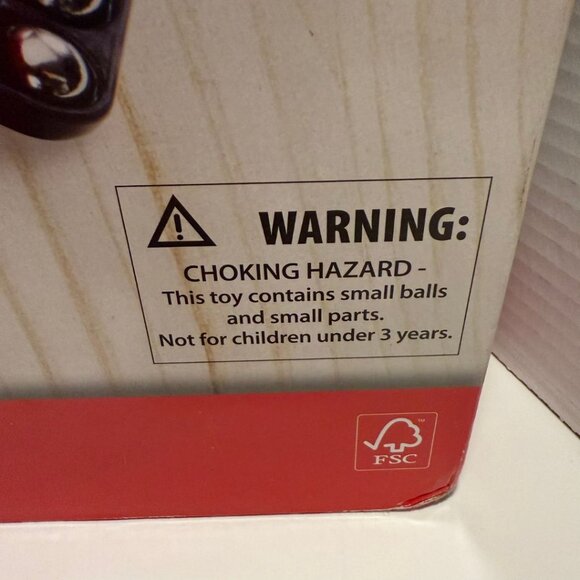 WARNING:
CHOKING HAZARD -
This toy contains small balls
and small parts.
Not for children under 3 years.
FSC